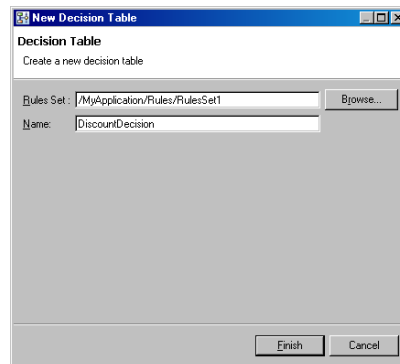 New Decision Table
Decision Table
Create a new decision table
Rules Set : /MyApplication/Rules/RulesSet1 Browse...
Name: DiscountDecision
Finish Cancel